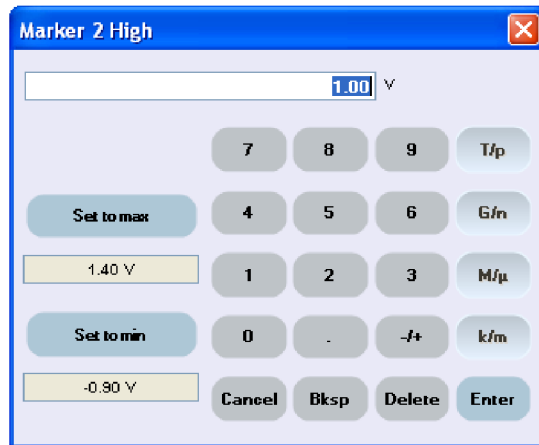 Marker 2 High
1.00 V
7 8 9 T/p
Set to max 4 5 6 G/n
1.40 V 1 2 3 M/µ
Set to min 0 . -/+ k/m
-0.90 V Cancel Bksp Delete Enter